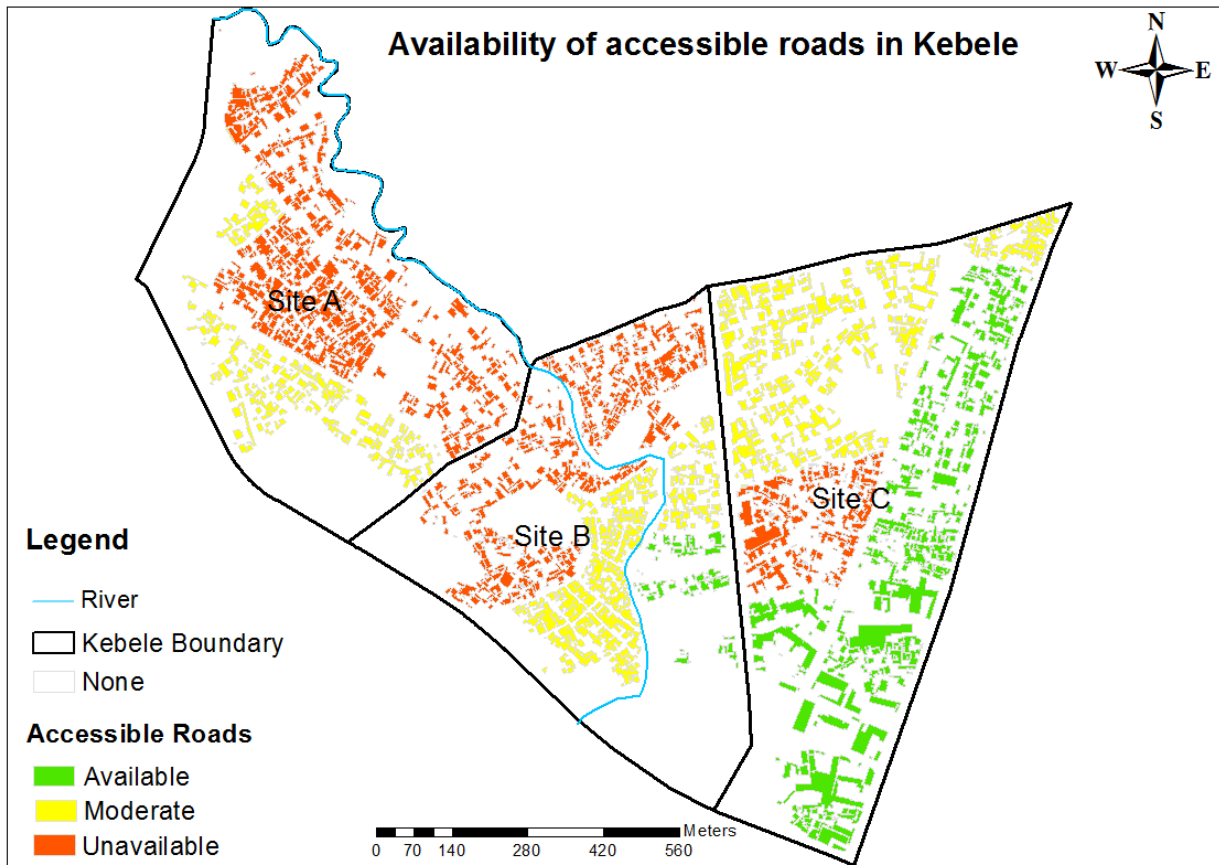 Availability of accessible roads in Kebele
N
W E
S
Site A
Site B
Site C
Legend
River
Kebele Boundary
None
Accessible Roads
Available
Moderate
Unavailable
Meters
0 70 140 280 420 560